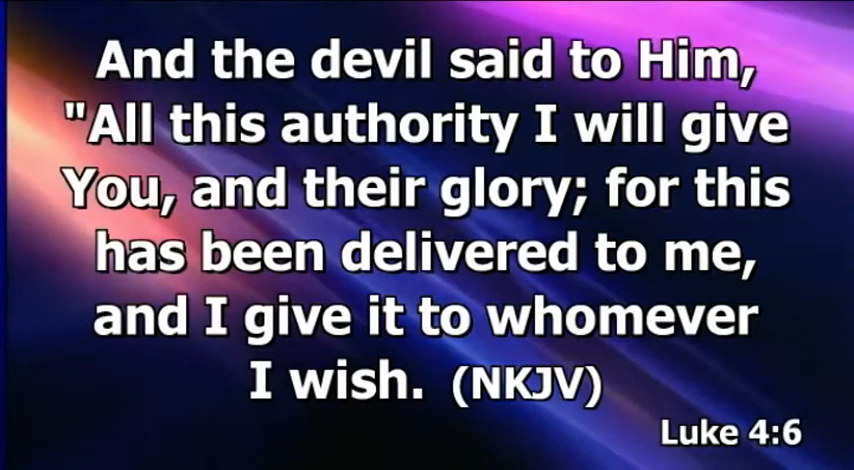 And the devil said to Him,
"All this authority I will give
You, and their glory; for this
has been delivered to me,
and I give it to whomever
I wish. (NKJV)
Luke 4:6